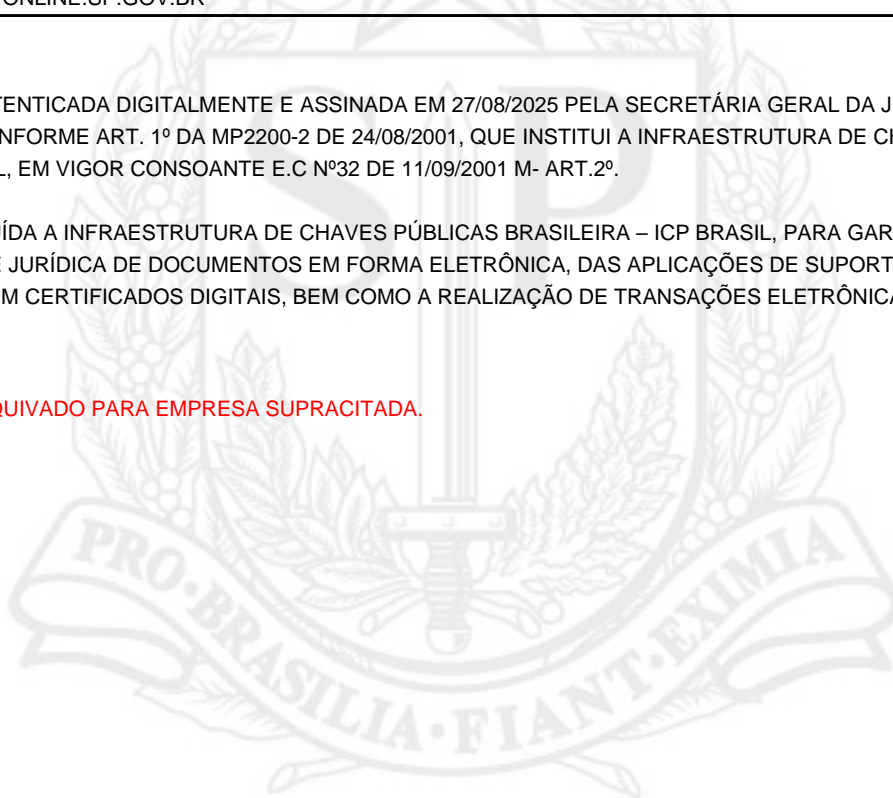 ONLINE.SP.GOV.BR
TENTICADA DIGITALMENTE E ASSINADA EM 27/08/2025 PELA SECRETÁRIA GERAL DA J
NFORME ART. 1º DA MP2200-2 DE 24/08/2001, QUE INSTITUI A INFRAESTRUTURA DE CH
L, EM VIGOR CONSOANTE E.C Nº32 DE 11/09/2001 M- ART.2º.
ÍDA A INFRAESTRUTURA DE CHAVES PÚBLICAS BRASILEIRA – ICP BRASIL, PARA GAR
E JURÍDICA DE DOCUMENTOS EM FORMA ELETRÔNICA, DAS APLICAÇÕES DE SUPORT
M CERTIFICADOS DIGITAIS, BEM COMO A REALIZAÇÃO DE TRANSAÇÕES ELETRÔNICA
QUIVADO PARA EMPRESA SUPRACITADA.
SP
PRO·BRASILIA·FIANT·EXIMIA